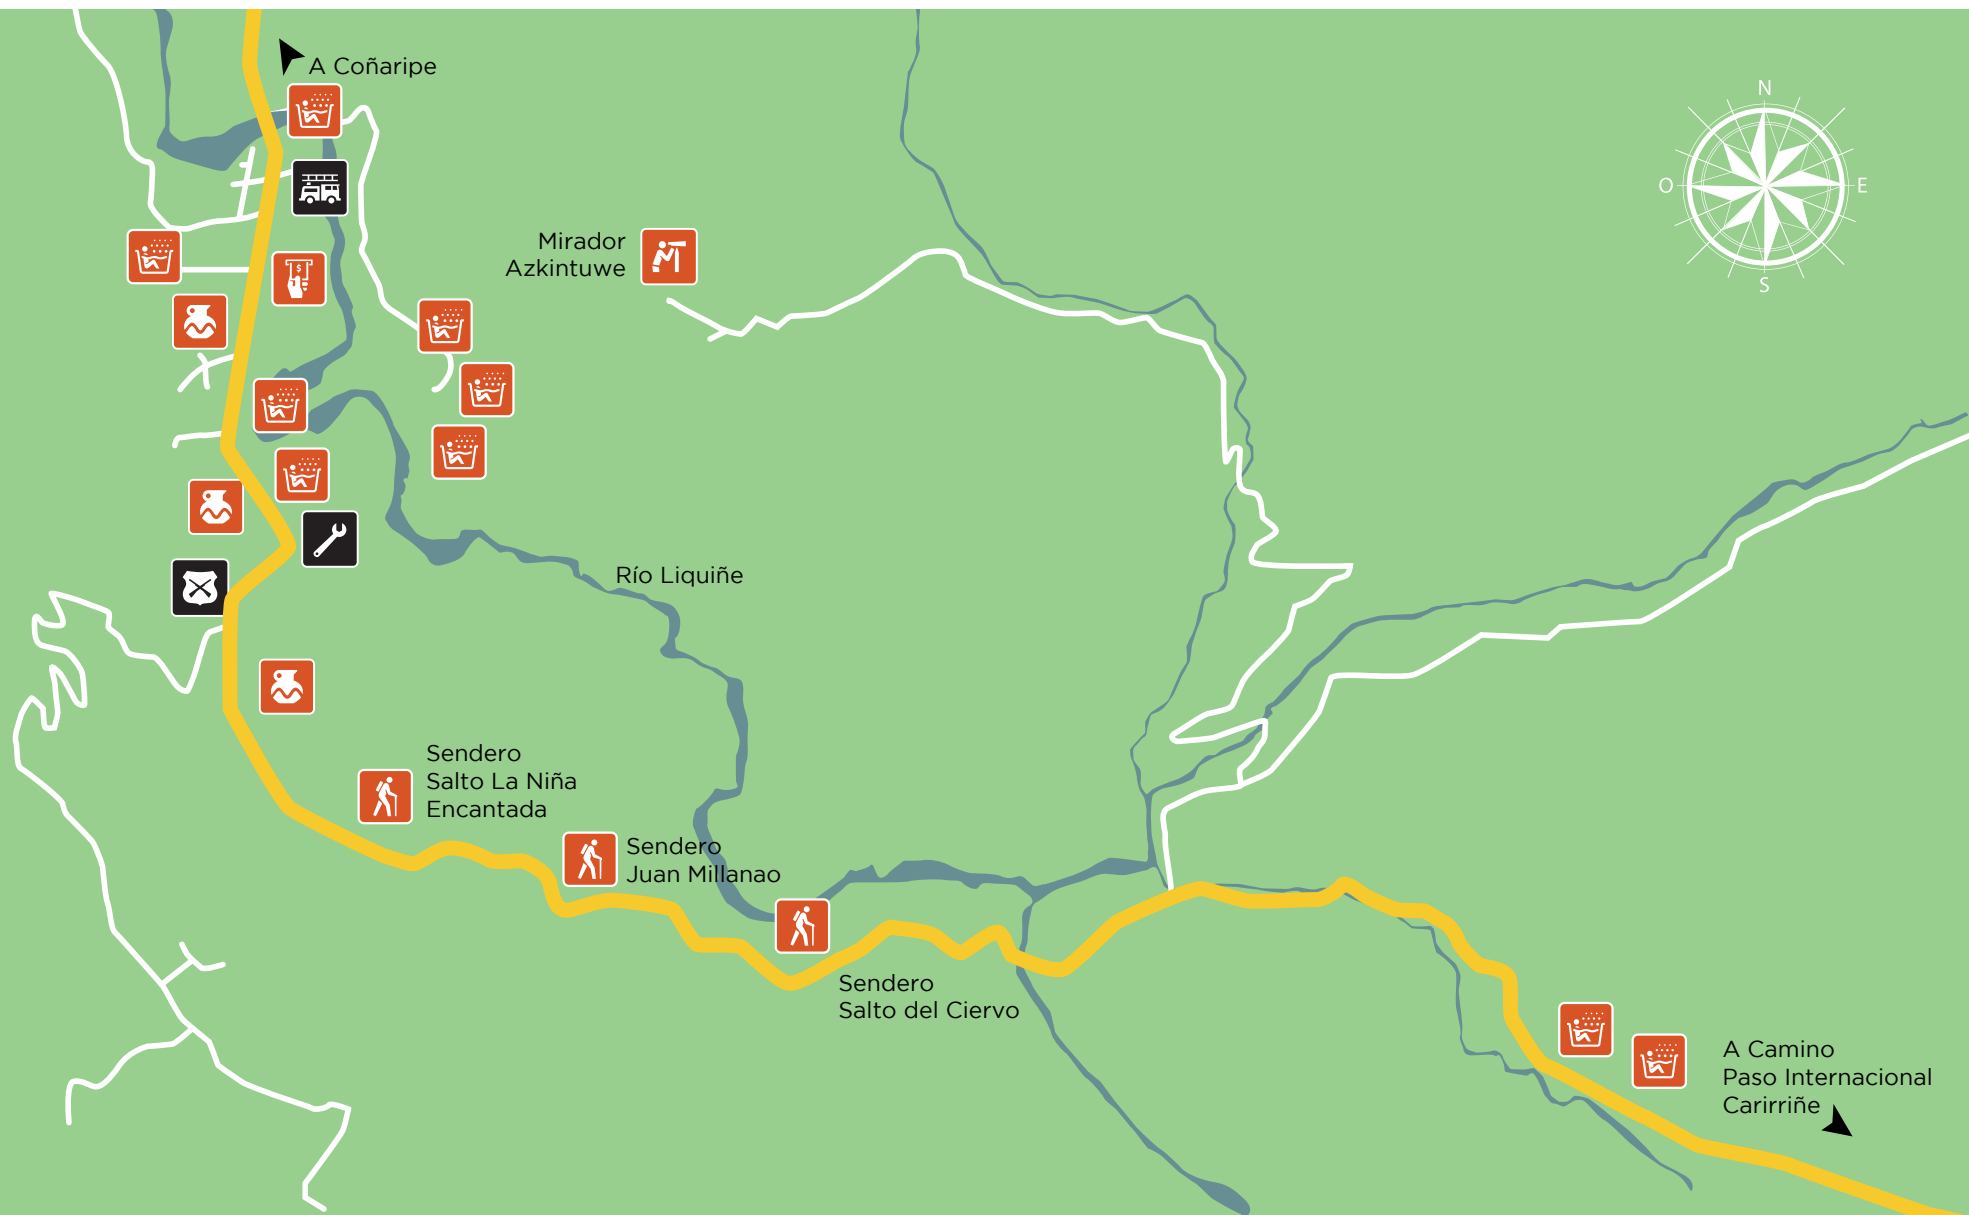 A Coñaripe
N
O
E
S
Mirador
Azkintuwe
$
Río Liquiñe
Sendero
Salto La Niña
Encantada
Sendero
Juan Millanao
Sendero
Salto del Ciervo
A Camino
Paso Internacional
Carirriñe